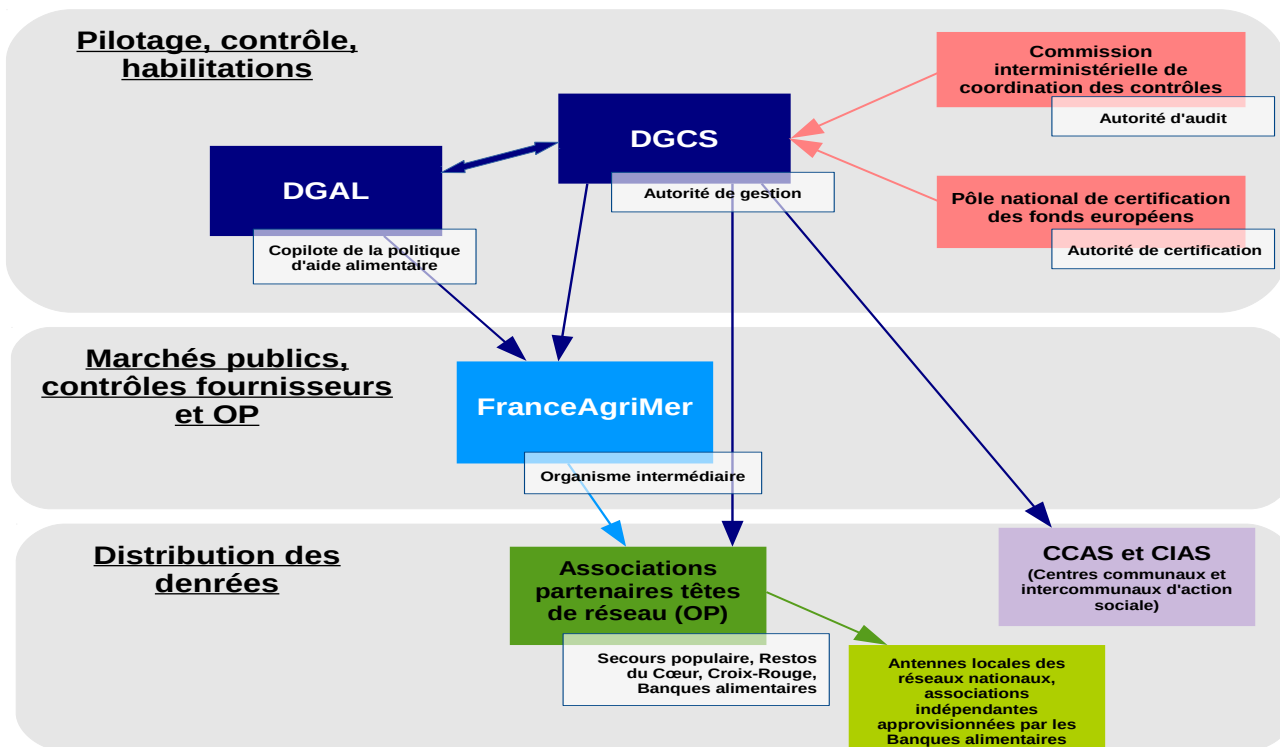 Pilotage, contrôle,
habilitations
Commission
interministérielle de
coordination des contrôles
Autorité d'audit
DGCS
Autorité de gestion
DGAL
Copilote de la politique
d'aide alimentaire
Pôle national de certification
des fonds européens
Autorité de certification
Marchés publics,
contrôles fournisseurs
et OP
FranceAgriMer
Organisme intermédiaire
Distribution des
denrées
Associations
partenaires têtes
de réseau (OP)
Secours populaire, Restos
du Cœur, Croix-Rouge,
Banques alimentaires
CCAS et CIAS
(Centres communaux et
intercommunaux d'action
sociale)
Antennes locales des
réseaux nationaux,
associations
indépendantes
approvisionnées par les
Banques alimentaires